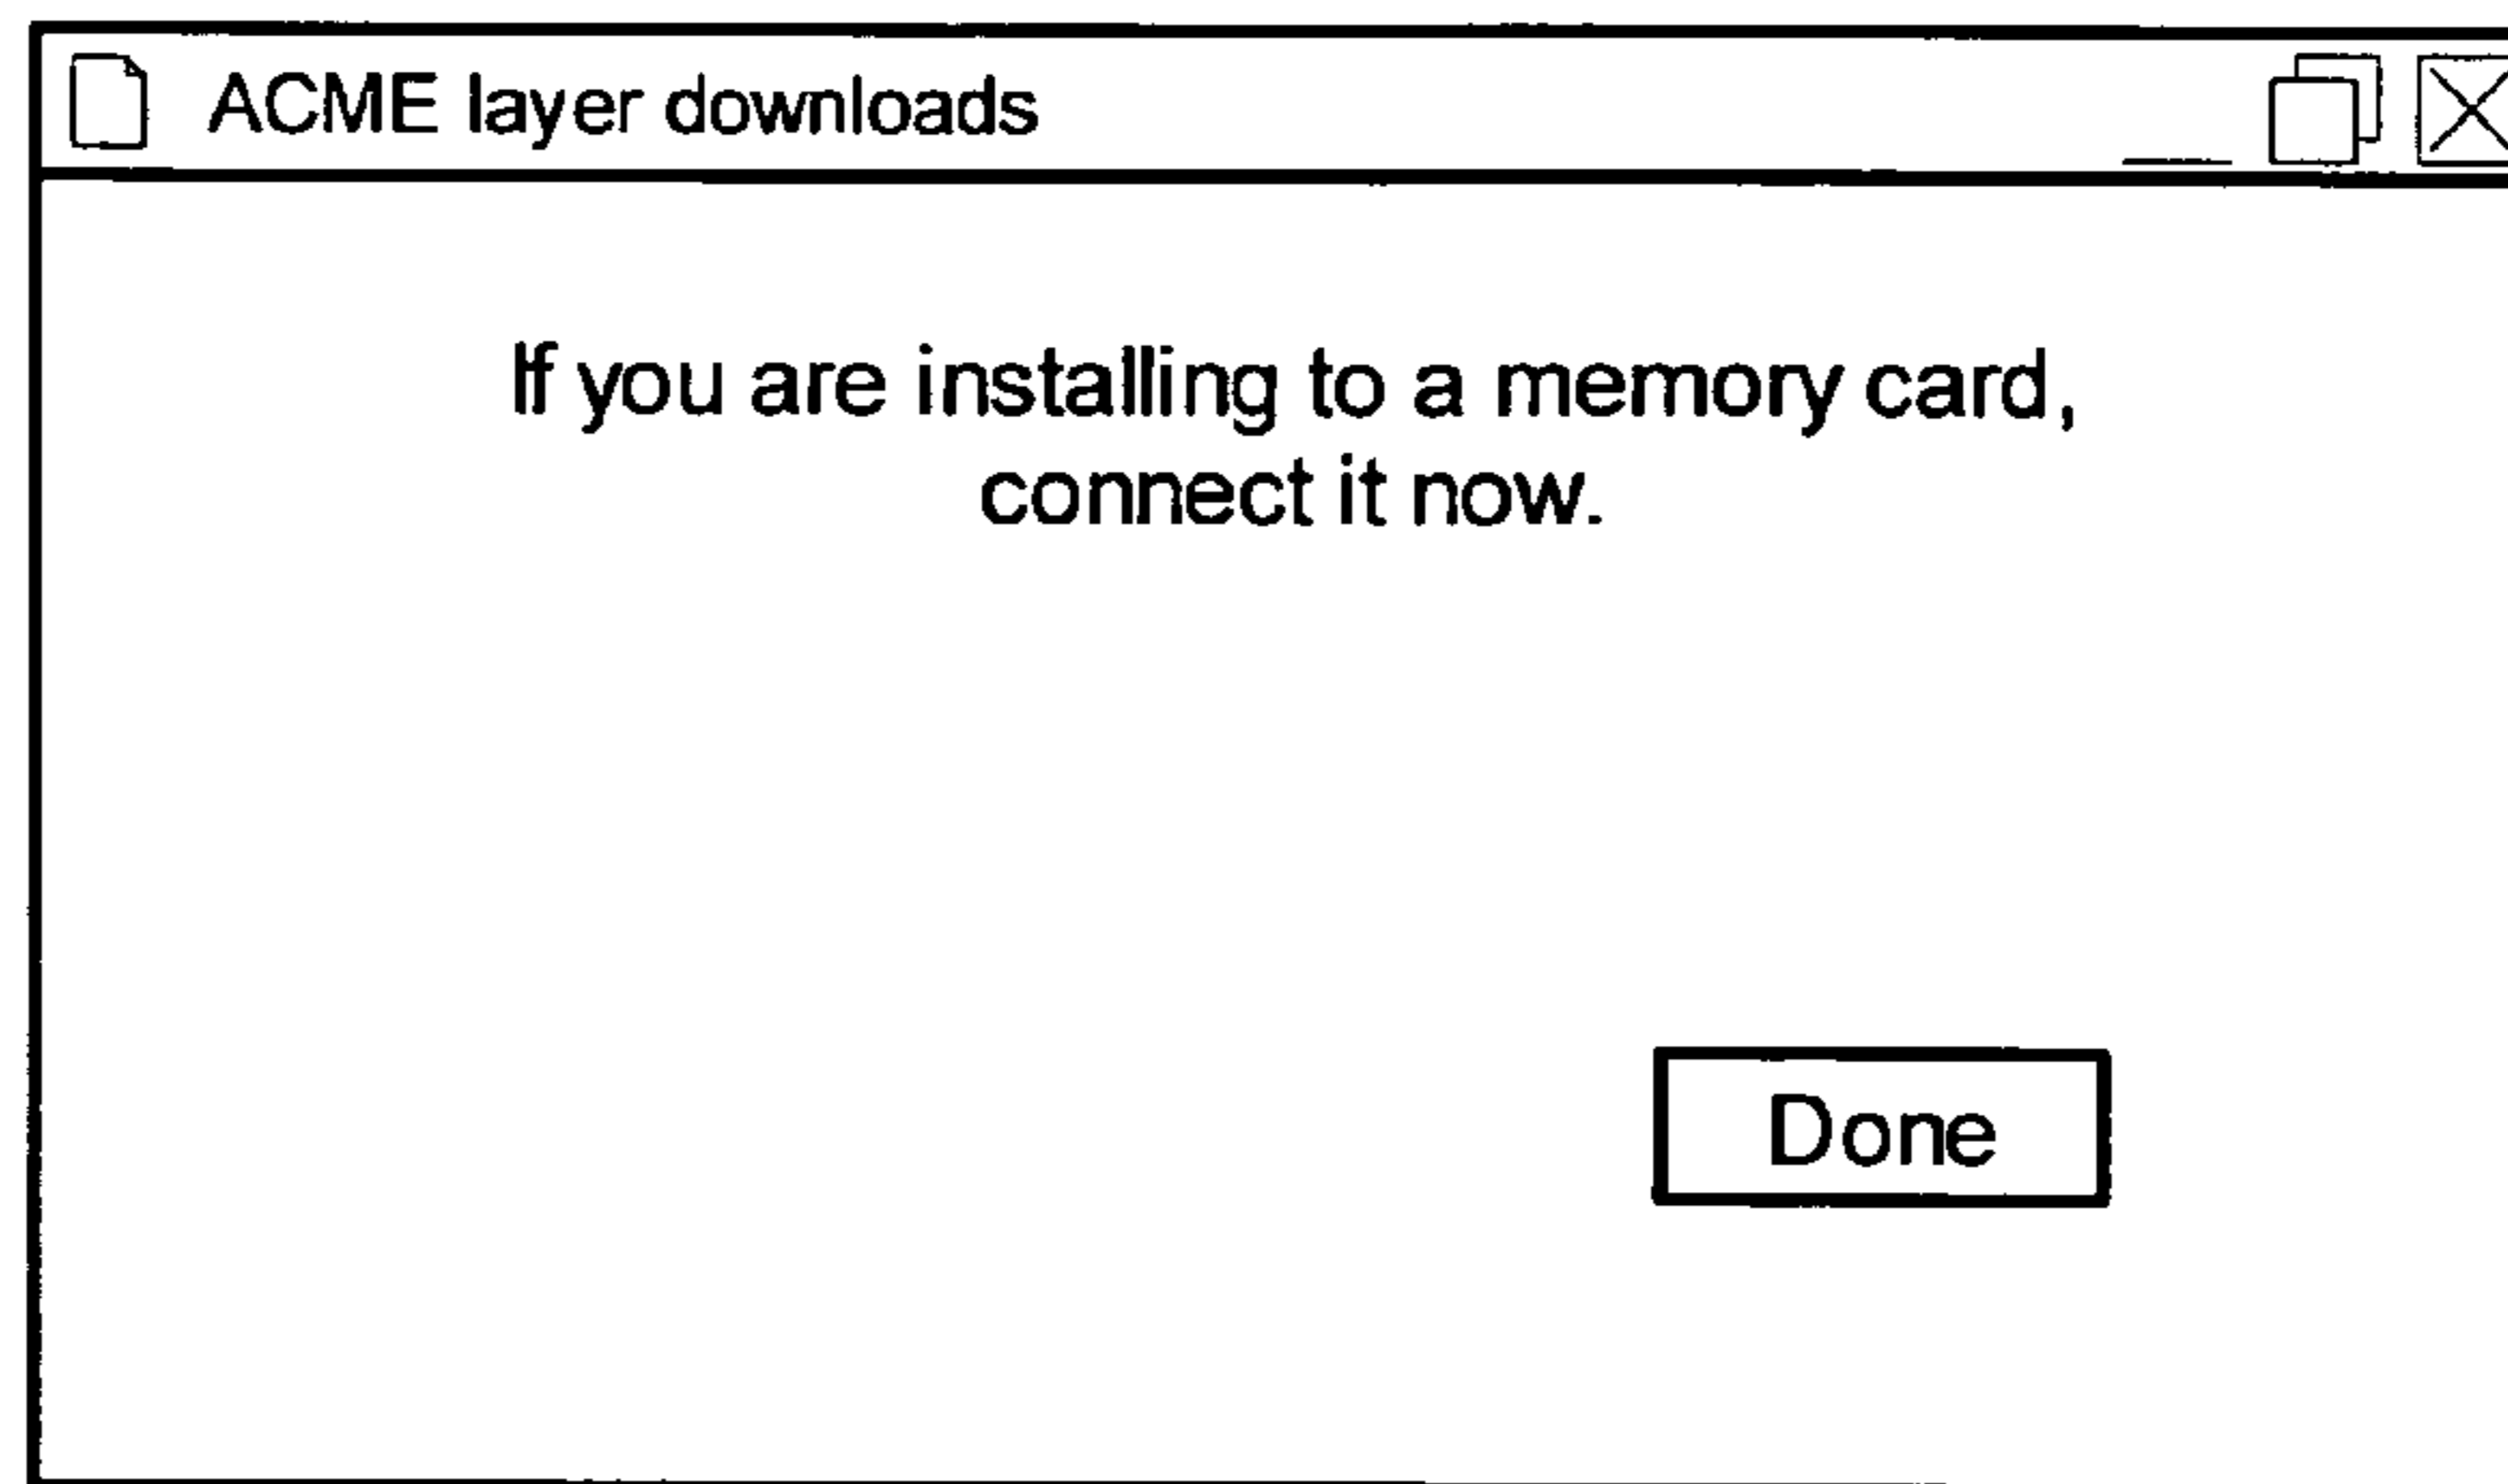 ACME layer downloads
If you are installing to a memory card,
connect it now.
Done